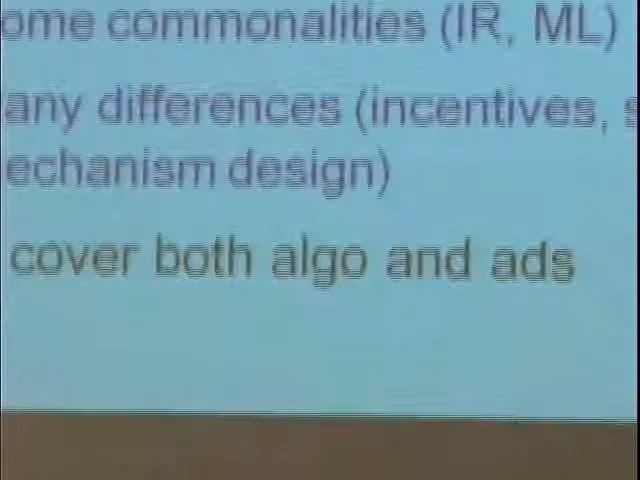 ome commonalities (IR, ML)
any differences (incentives, s
echanism design)
cover both algo and ads